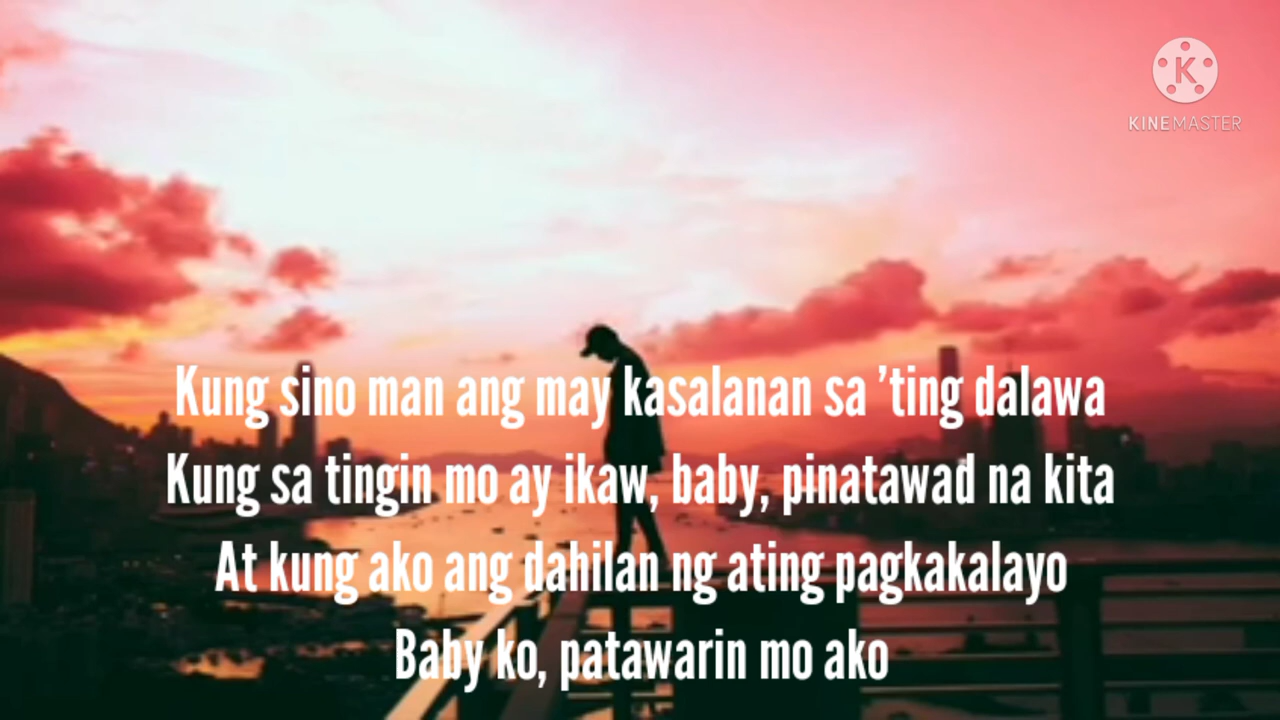 KINEMASTER
Kung sino man ang may kasalanan sa ’ting dalawa
Kung sa tingin mo ay ikaw, baby, pinatawad na kita
At kung ako ang dahilan ng ating pagkakalayo
Baby ko, patawarin mo ako